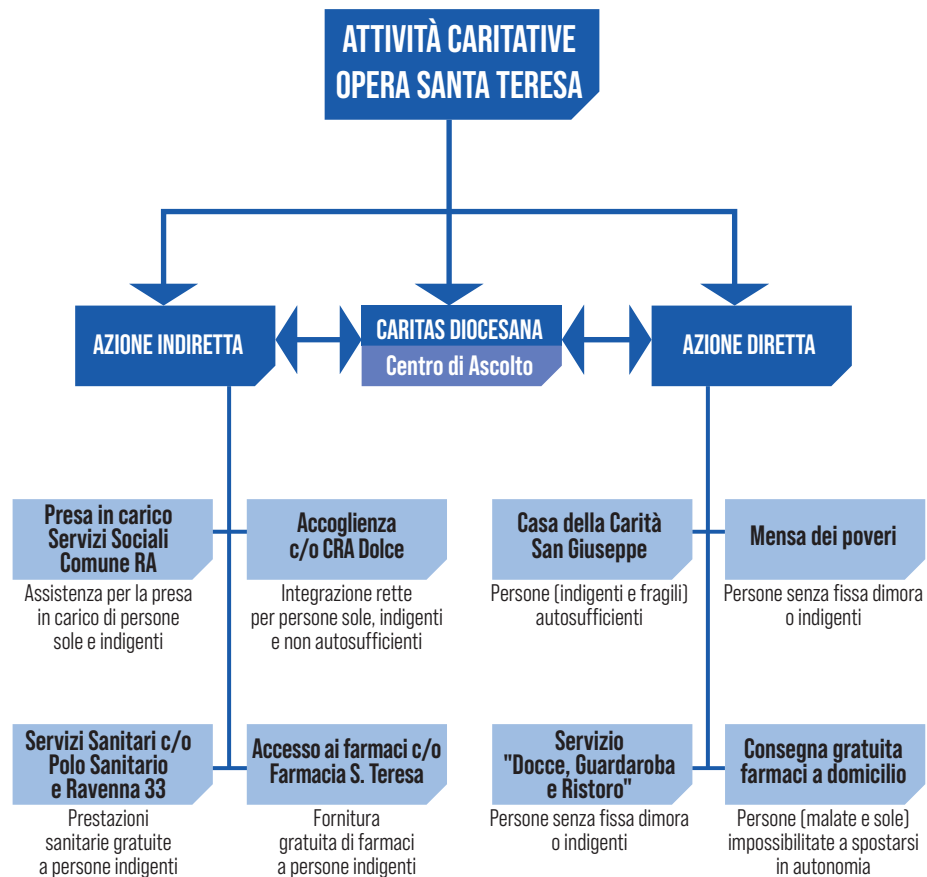 ATTIVITÀ CARITATIVE
OPERA SANTA TERESA
AZIONE INDIRETTA
CARITAS DIOCESANA
Centro di Ascolto
AZIONE DIRETTA
Presa in carico
Servizi Sociali
Comune RA
Assistenza per la presa
in carico di persone
sole e indigenti
Accoglienza
c/o CRA Dolce
Integrazione rette
per persone sole, indigenti
e non autosufficienti
Casa della Carità
San Giuseppe
Persone (indigenti e fragili)
autosufficienti
Mensa dei poveri
Persone senza fissa dimora
o indigenti
Servizi Sanitari c/o
Polo Sanitario
e Ravenna 33
Prestazioni
sanitarie gratuite
a persone indigenti
Accesso ai farmaci c/o
Farmacia S. Teresa
Fornitura
gratuita di farmaci
a persone indigenti
Servizio
"Docce, Guardaroba
e Ristoro"
Persone senza fissa dimora
o indigenti
Consegna gratuita
farmaci a domicilio
Persone (malate e sole)
impossibilitate a spostarsi
in autonomia